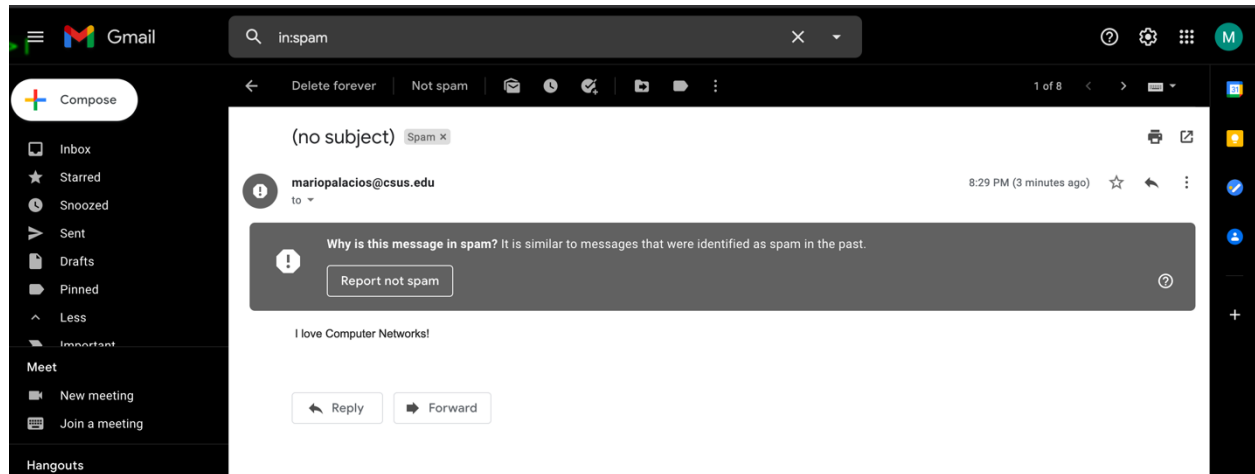 Gmail
in:spam
M
Compose
Delete forever
Not spam
1 of 8
31
(no subject)
Spam ×
Inbox
Starred
Snoozed
Sent
Drafts
Pinned
Less
Important
mariopalacios@csus.edu
8:29 PM (3 minutes ago)
to
Why is this message in spam? It is similar to messages that were identified as spam in the past.
Report not spam
I love Computer Networks!
Meet
New meeting
Join a meeting
Reply
Forward
Hangouts